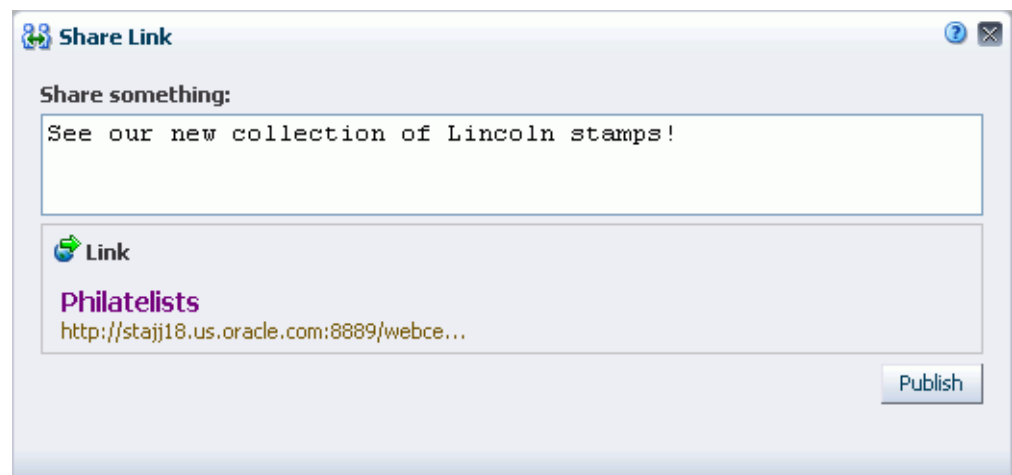 Share Link
Share something:
See our new collection of Lincoln stamps!
Link
Philatelists
http://stajj18.us.oracle.com:8889/webce...
Publish